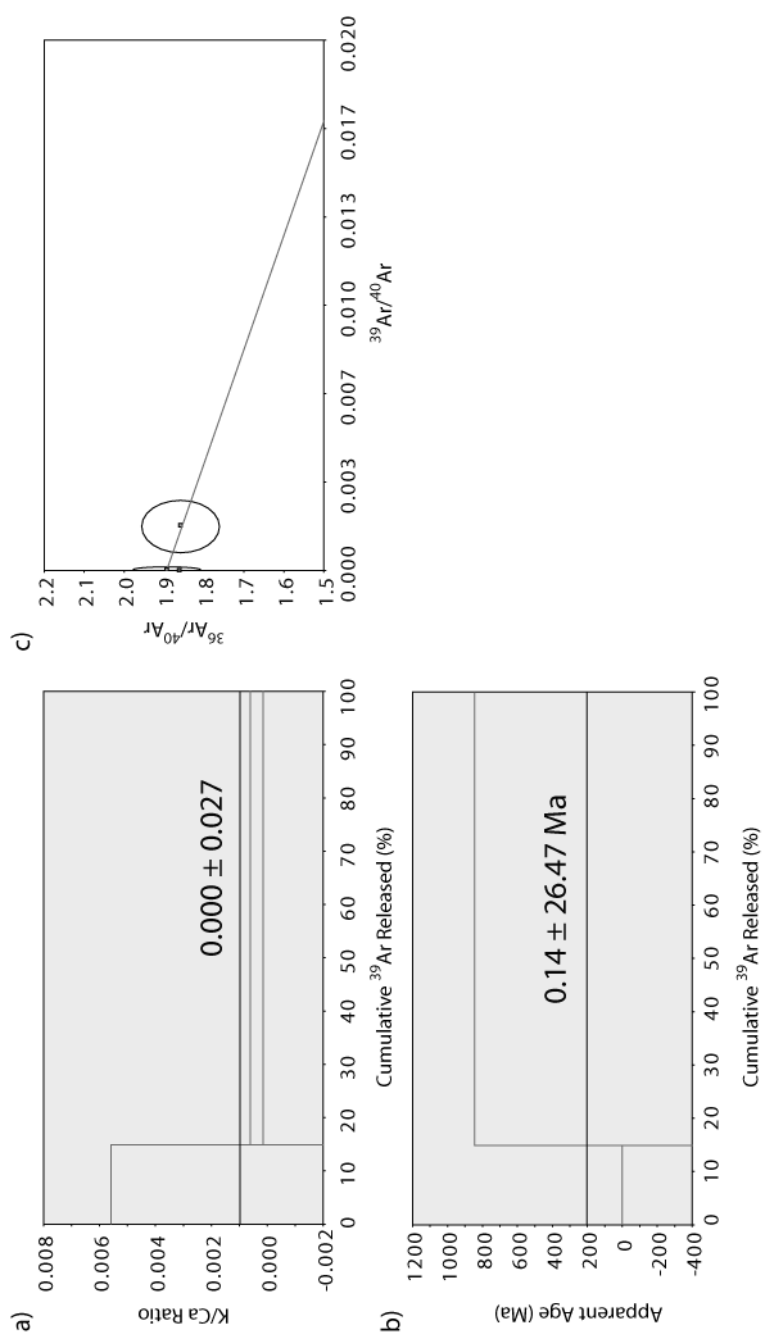 a)
K/Ca Ratio
0.008
0.006
0.004
0.002
0.000
-0.002
0.000 ± 0.027
0 10 20 30 40 50 60 70 80 90 100
Cumulative ³⁹Ar Released (%)
b)
Apparent Age (Ma)
1200
1000
800
600
400
200
0
-200
-400
0.14 ± 26.47 Ma
0 10 20 30 40 50 60 70 80 90 100
Cumulative ³⁹Ar Released (%)
c)
³⁶Ar/⁴⁰Ar
2.2
2.1
2.0
1.9
1.8
1.7
1.6
1.5
0.000 0.003 0.007 0.010 0.013 0.017 0.020
³⁹Ar/⁴⁰Ar